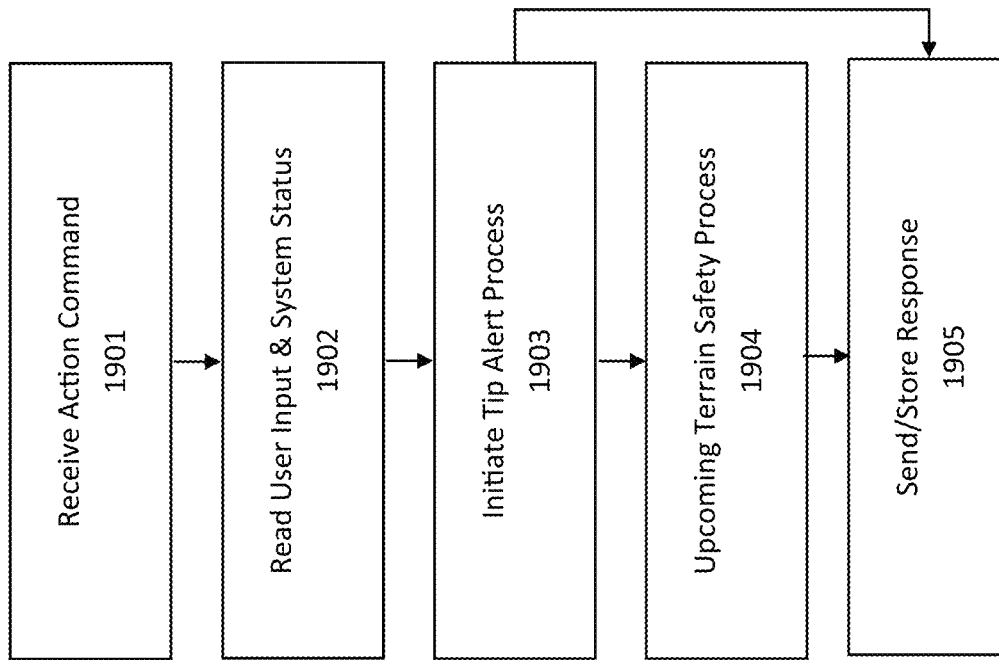 Receive Action Command
1901
Read User Input & System Status
1902
Initiate Tip Alert Process
1903
Upcoming Terrain Safety Process
1904
Send/Store Response
1905